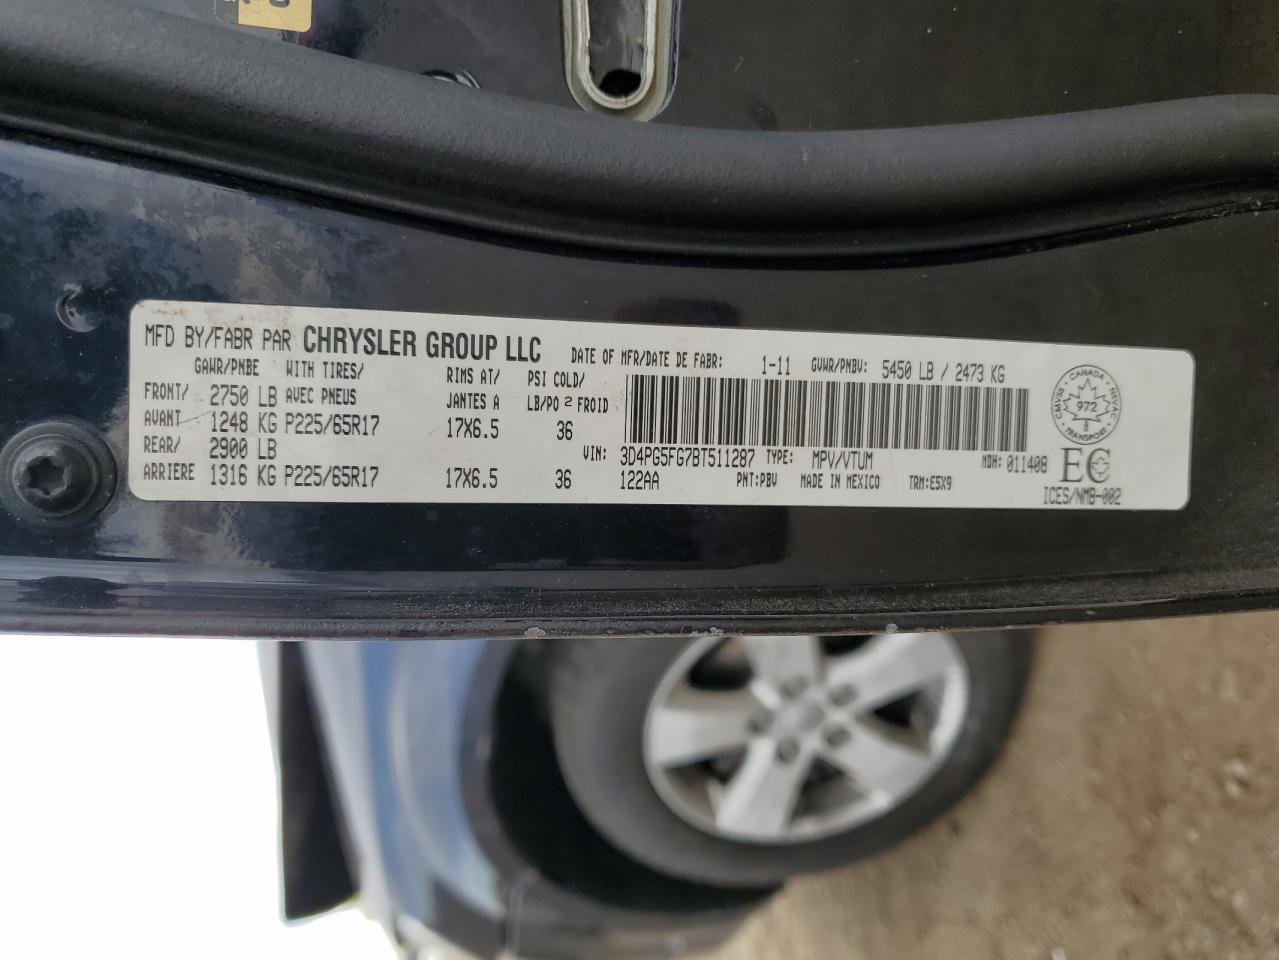 MFD BY/FABR PAR CHRYSLER GROUP LLC DATE OF MFR/DATE DE FABR: 1-11 GVWR/PNBV: 5450 LB / 2473 KG
GAWR/PNBE WITH TIRES/ RIMS AT/ PSI COLD/
FRONT/ 2750 LB AVEC PNEUS JANTES A LB/PO 2 FROID
AVANT 1248 KG P225/65R17 17X6.5 36
REAR/ 2900 LB VIN: 3D4PG5FG7BT511287 TYPE: MPV/VTUM MDH: 011408
ARRIERE 1316 KG P225/65R17 17X6.5 36 122AA PNT:PBV MADE IN MEXICO TRM:E5X9
CANADA
CMVSS NSVAC
972
TRANSPORT
EC
ICES/NMB-002